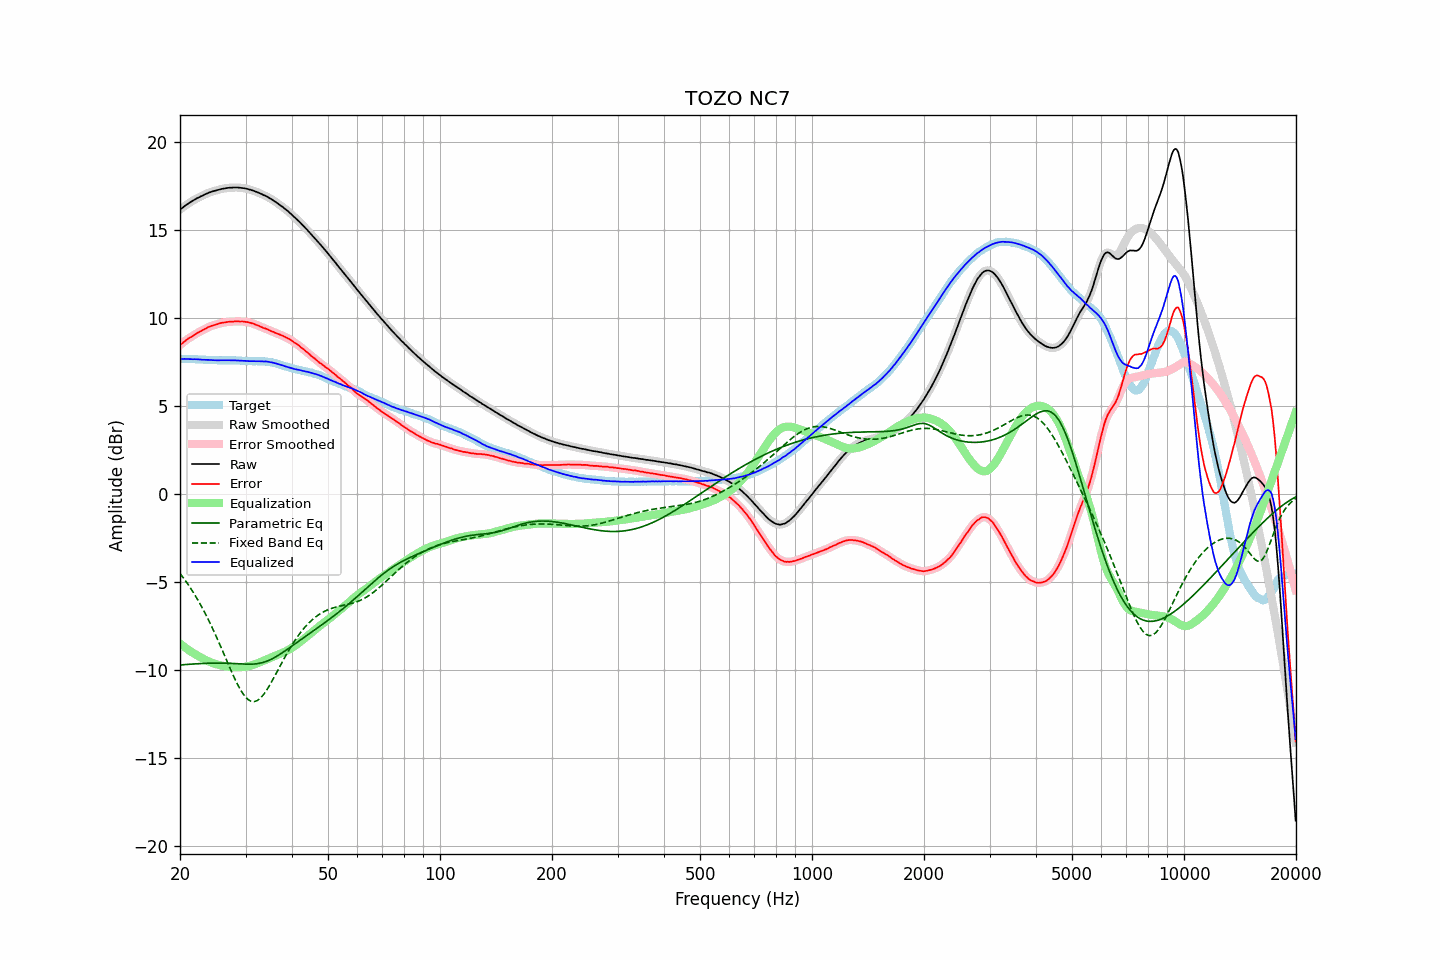 TOZO NC7
Amplitude (dBr)
20
15
10
5
0
−5
−10
−15
−20
Target
Raw Smoothed
Error Smoothed
Raw
Error
Equalization
Parametric Eq
Fixed Band Eq
Equalized
20
50
100
200
500
1000
2000
5000
10000
20000
Frequency (Hz)